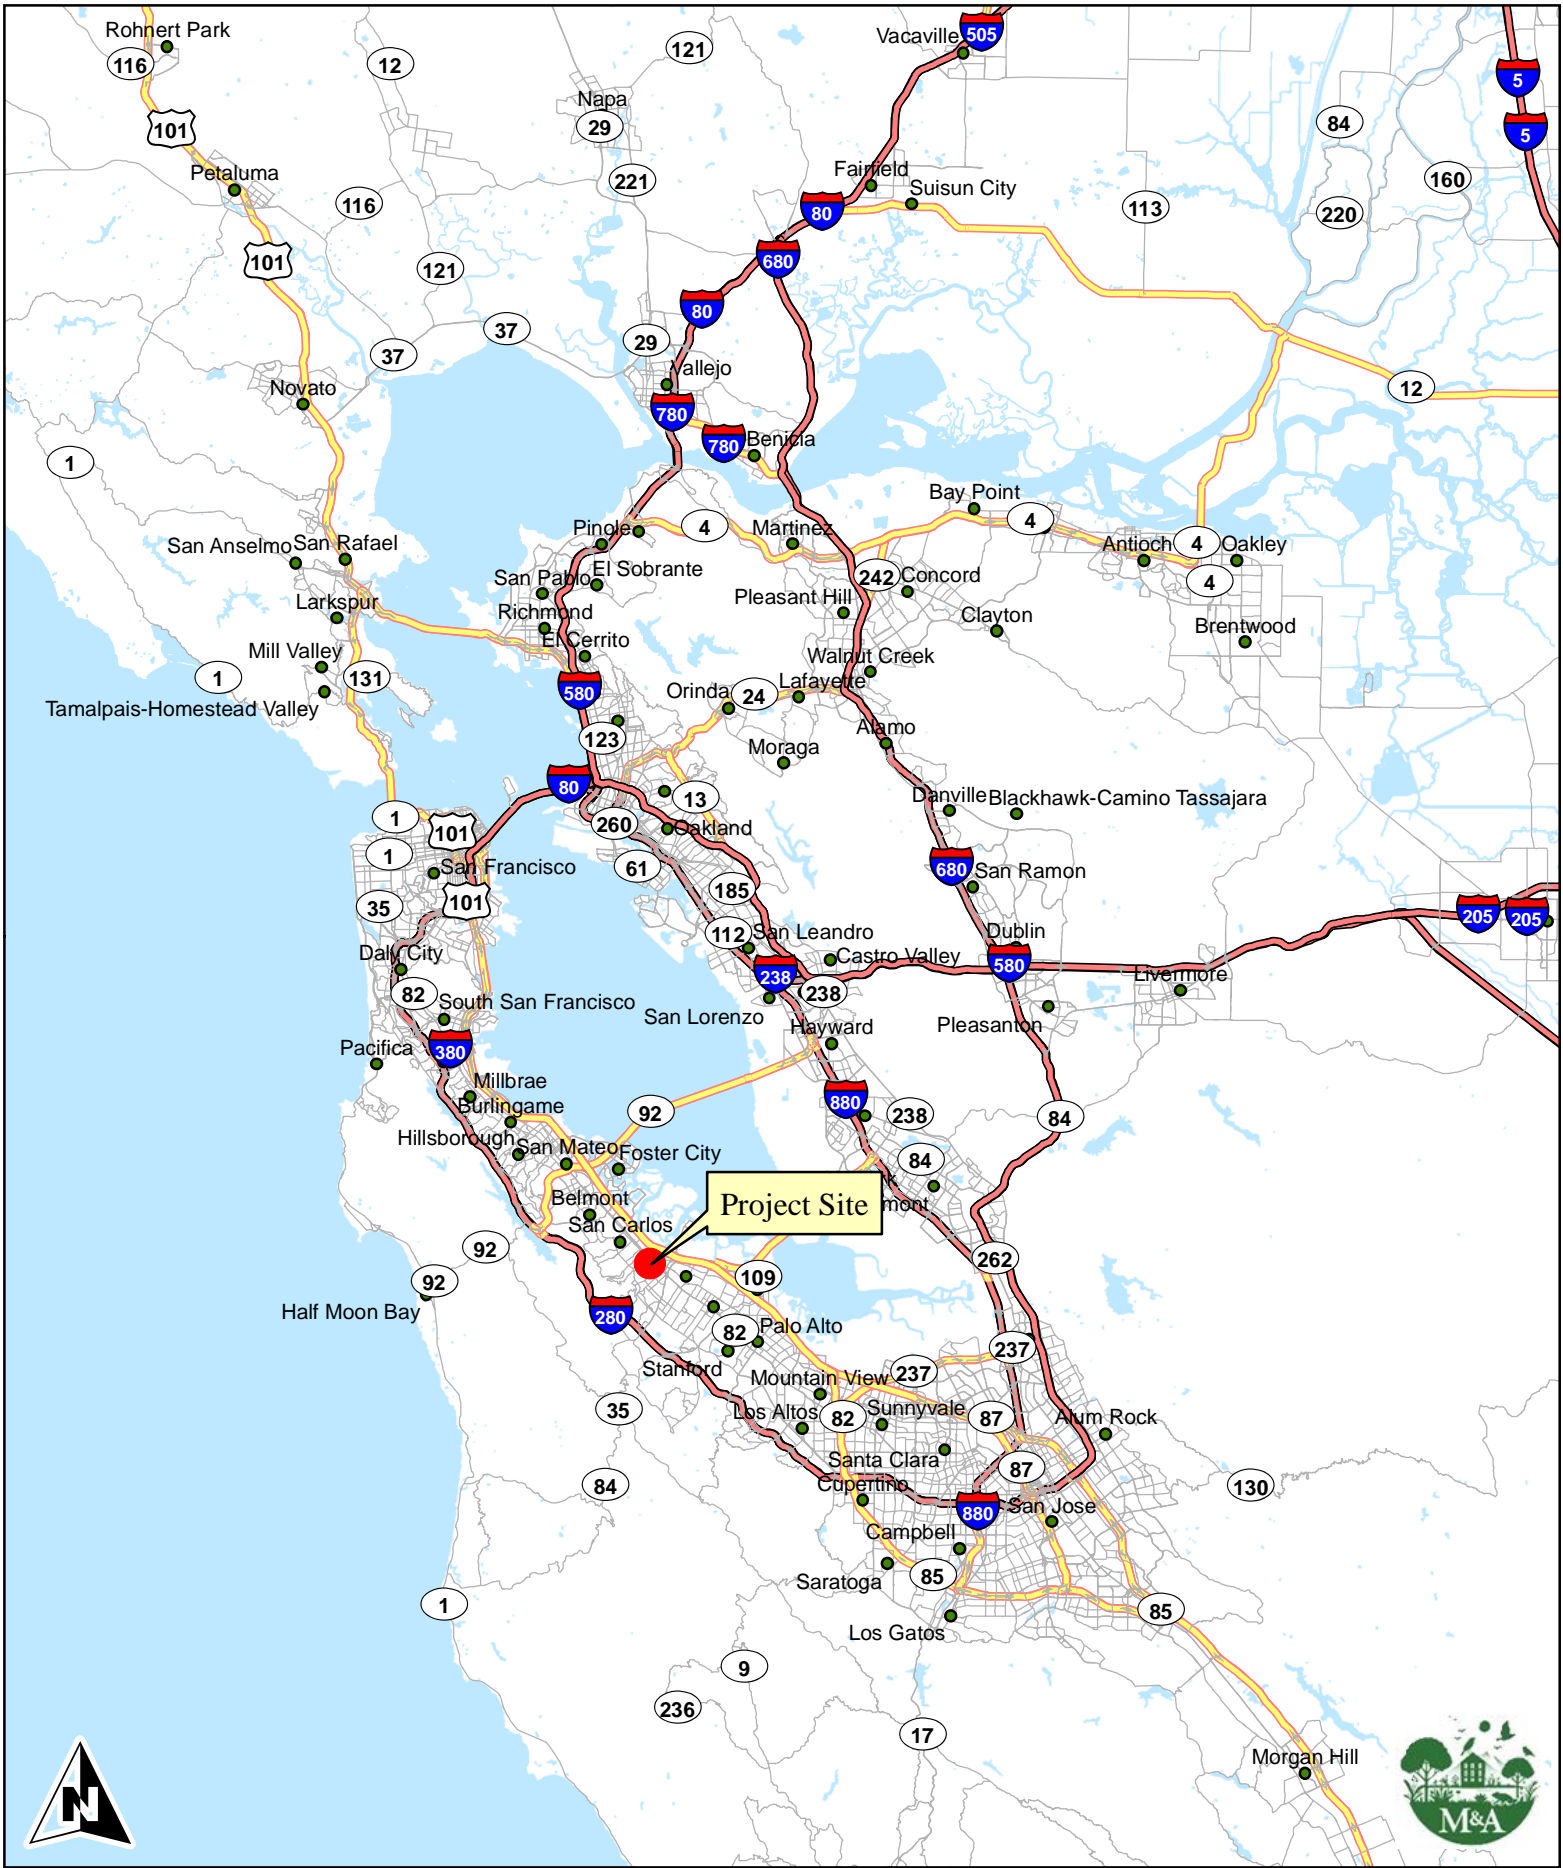 Rohnert Park
116
12
121
Vacaville
505
5
5
101
Napa
29
84
Petaluma
221
Fairfield
Suisun City
160
116
80
113
220
101
121
680
80
37
29
37
Vallejo
12
Novato
780
780
Benicia
1
Bay Point
Pinole
4
Martinez
4
San Anselmo
San Rafael
Antioch
4
Oakley
San Pablo
El Sobrante
242
Concord
4
Larkspur
Richmond
Pleasant Hill
Clayton
Brentwood
El Cerrito
Mill Valley
Walnut Creek
1
131
580
Orinda
24
Lafayette
Tamalpais-Homestead Valley
123
Moraga
Alamo
80
13
Danville
Blackhawk-Camino Tassajara
1
101
260
Oakland
1
San Francisco
61
680
San Ramon
35
101
185
205
205
112
San Leandro
Dublin
Daly City
Castro Valley
580
238
Livermore
82
South San Francisco
238
San Lorenzo
Hayward
Pleasanton
Pacifica
380
Millbrae
880
Burlingame
92
238
84
Hillsborough
San Mateo
Foster City
84
rk
Belmont
Project Site
mont
San Carlos
92
262
92
109
Half Moon Bay
280
82
Palo Alto
237
Stanford
Mountain View
237
35
Los Altos
82
Sunnyvale
87
Alum Rock
Santa Clara
87
84
Cupertino
130
880
San Jose
Campbell
Saratoga
85
1
85
Los Gatos
9
236
17
Morgan Hill
N
M&A